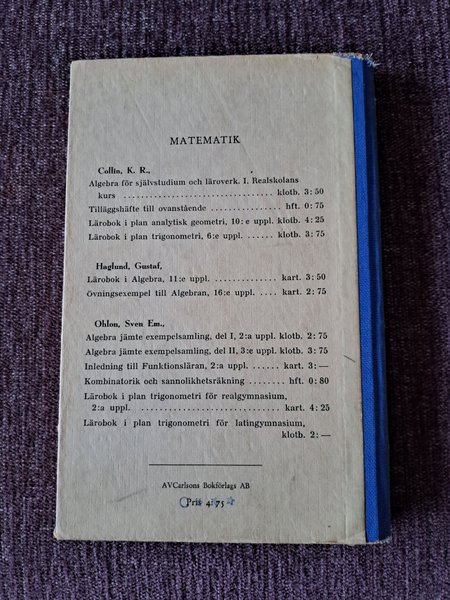 MATEMATIK
Collin, K. R.,
Algebra för självstudium och läroverk. I. Realskolans
kurs .................................. klotb. 3: 50
Tilläggshäfte till ovanstående ............... hft. 0: 75
Lärobok i plan analytisk geometri, 10: e uppl. klotb. 4: 25
Lärobok i plan trigonometri, 6:e uppl. ...... klotb. 3: 75
Haglund, Gustaf,
Lärobok i Algebra, 11:e uppl. ............. kart. 3: 50
Övningsexempel till Algebran, 16:e uppl. .... kart. 2: 75
Ohlon, Sven Em.,
Algebra jämte exempelsamling, del I, 2:a uppl. klotb. 2: 75
Algebra jämte exempelsamling, del II, 3:e uppl. klotb. 3: 75
Inledning till Funktionsläran, 2:a uppl. ..... kart. 3: —
Kombinatorik och sannolikhetsräkning ........ hft. 0: 80
Lärobok i plan trigonometri för realgymnasium,
2:a uppl. ............................. kart. 4: 25
Lärobok i plan trigonometri för latingymnasium,
klotb. 2: —
AVCarlsons Bokförlags AB
Pris 4: 75